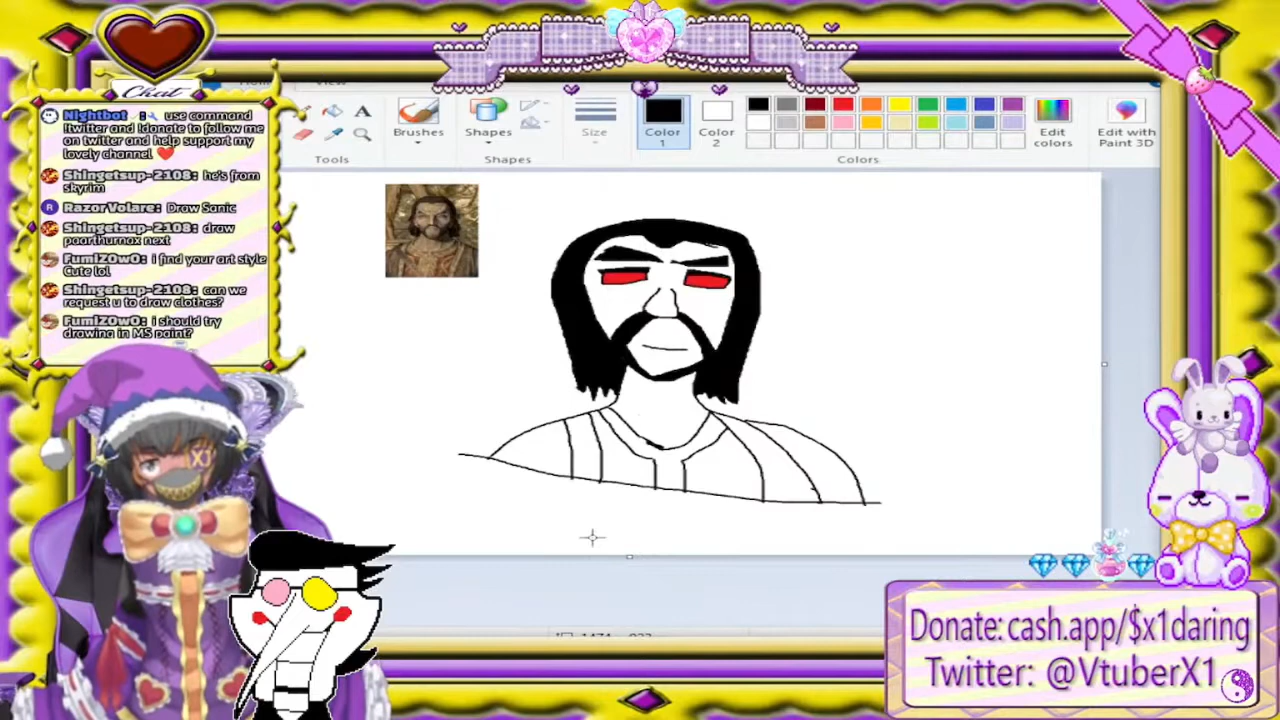 Chat
Nightbot : use command
!twitter and !donate to follow me
on twitter and help support my
lovely channel ❤️
Shingetsup-2108: he's from
skyrim
RazorVolare: Draw Sanic
Shingetsup-2108: draw
paarthurnax next
FumiZOwO: i find your art style
Cute lol
Shingetsup-2108: can we
request u to draw clothes?
FumiZOwO: i should try
drawing in MS paint?
A
Brushes
Shapes
Size
Color
1
Color
2
Edit
colors
Edit with
Paint 3D
Tools
Shapes
Colors
Donate: cash.app/$x1daring
Twitter: @VtuberX1